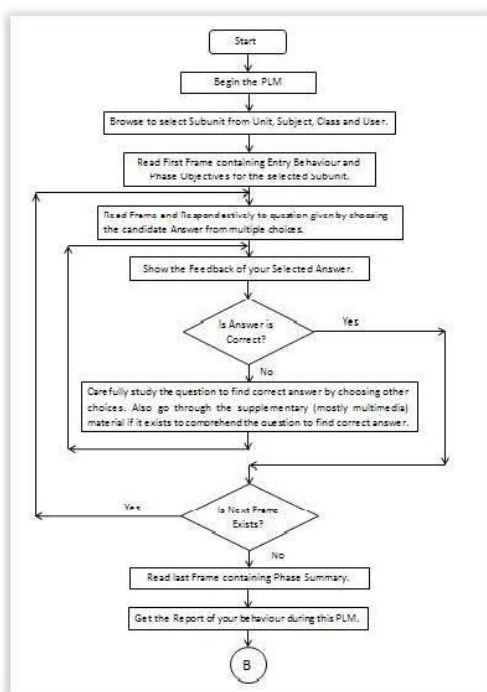 Start
Begin the PLM
Browse to select Subunit from Unit, Subject, Class and User.
Read First Frame containing Entry Behaviour and
Phase Objectives for the selected Subunit.
Read Frame and Respond actively to question given by choosing
the candidate Answer from multiple choices.
Show the Feedback of your Selected Answer.
Is Answer is
Correct?
Yes
No
Carefully study the question to find correct answer by choosing other
choices. Also go through the supplementary (mostly multimedia)
material if it exists to comprehend the question to find correct answer.
Is Next Frame
Exists?
Yes
No
Read last Frame containing Phase Summary.
Get the Report of your behaviour during this PLM.
B